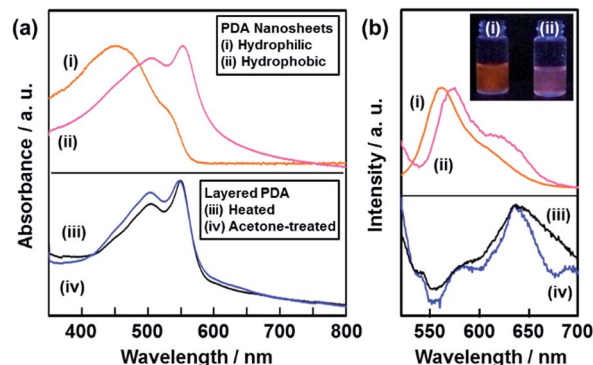 (a)
PDA Nanosheets
(i) Hydrophilic
(ii) Hydrophobic
(i)
(ii)
Layered PDA
(iii) Heated
(iv) Acetone-treated
(iii)
(iv)
Absorbance / a. u.
400 500 600 700 800
Wavelength / nm
(b)
(i) (ii)
(i)
(ii)
(iii)
(iv)
Intensity / a. u.
550 600 650 700
Wavelength / nm